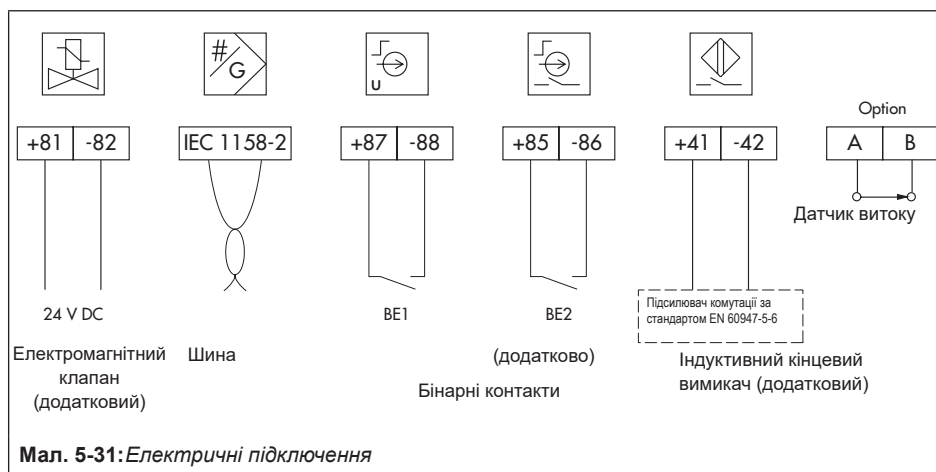 #/G
U
Option
+81 -82
IEC 1158-2
+87 -88
+85 -86
+41 -42
A B
Датчик витоку
Підсилювач комутації за
стандартом EN 60947-5-6
24 V DC
BE1
BE2
Електромагнітний
клапан
(додатковий)
Шина
(додатково)
Бінарні контакти
Індуктивний кінцевий
вимикач (додатковий)
Мал. 5-31: Електричні підключення